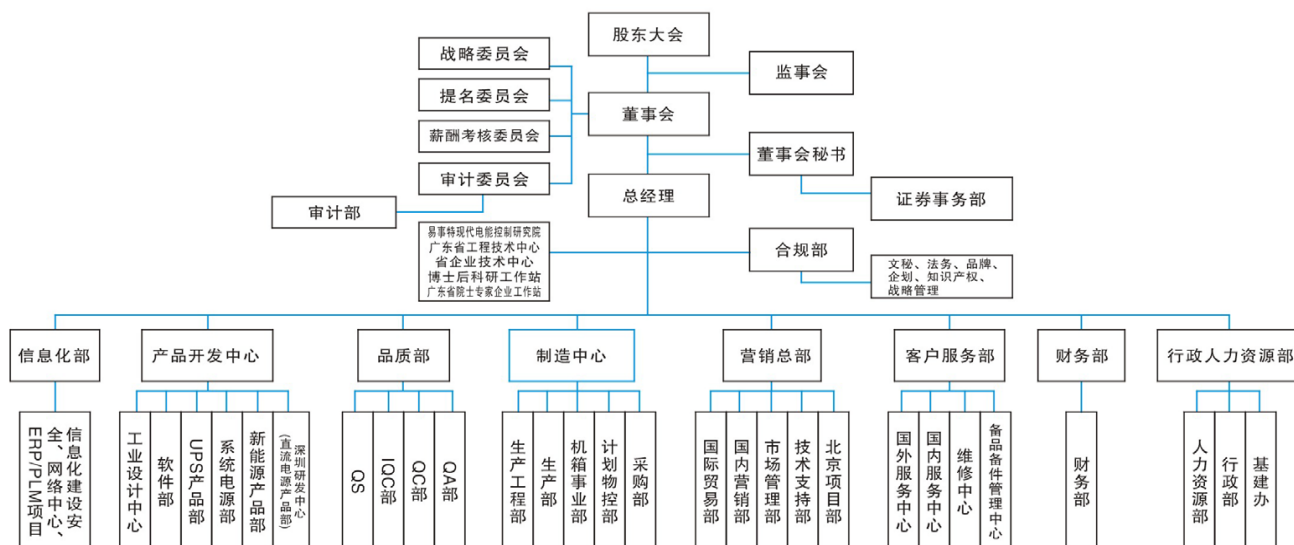 股东大会
战略委员会
监事会
提名委员会
董事会
薪酬考核委员会
董事会秘书
审计委员会
总经理
证券事务部
审计部
易事特现代电能控制研究院
广东省工程技术中心
省企业技术中心
博士后科研工作站
广东省院士专家企业工作站
合规部
文秘、法务、品牌、
企划、知识产权、
战略管理
信息化部
产品开发中心
品质部
制造中心
营销总部
客户服务部
财务部
行政人力资源部
信息化建设安
全、网络中心、
ERP/PLM项目
工业设计中心
软件部
UPS产品部
系统电源部
新能源产品部
深圳研发中心
(直流电源产品部)
QS
IQC部
QC部
QA部
生产工程部
生产部
机箱事业部
计划物控部
采购部
国际贸易部
国内营销部
市场管理部
技术支持部
北京项目部
国外服务中心
国内服务中心
维修中心
备品备件管理中心
财务部
人力资源部
行政部
基建办